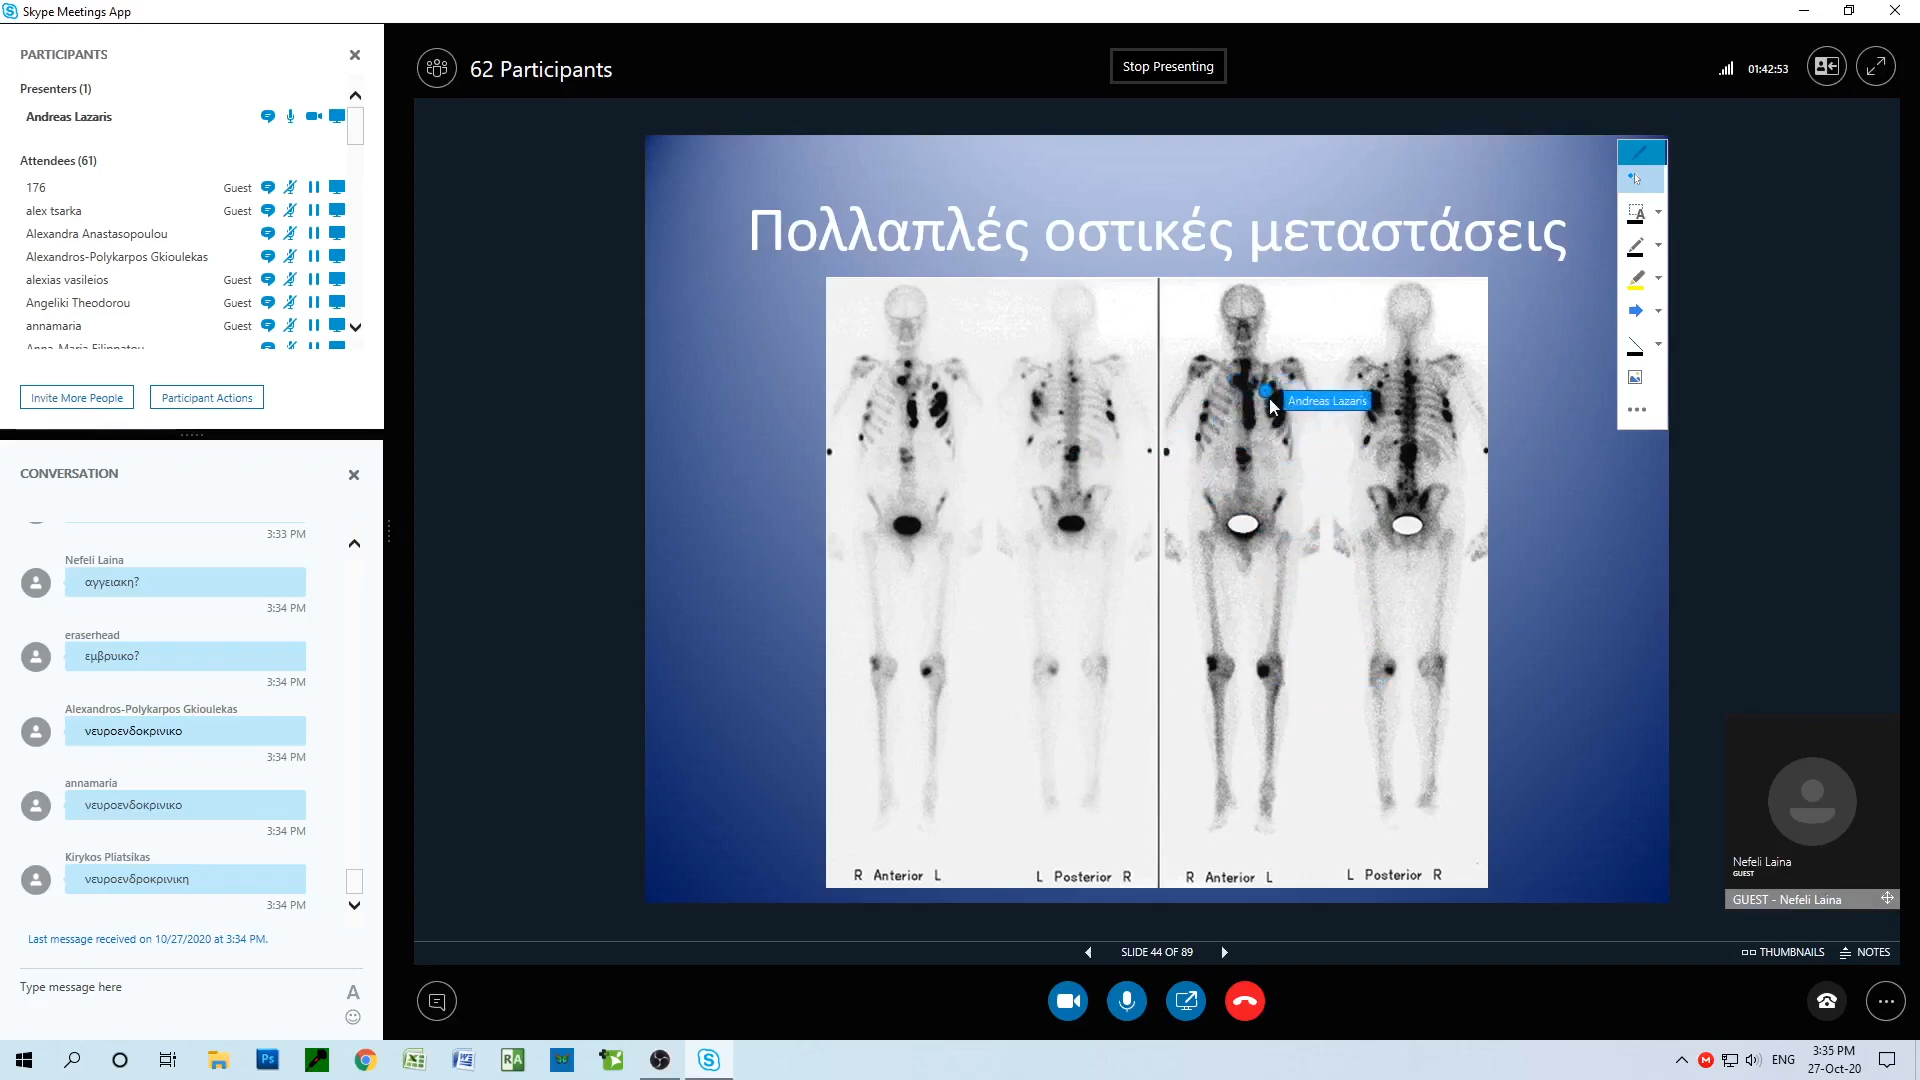 Skype Meetings App
PARTICIPANTS
Presenters (1)
Andreas Lazaris
Attendees (61)
176 Guest
alex tsarka Guest
Alexandra Anastasopoulou
Alexandros-Polykarpos Gkioulekas
alexias vasileios Guest
Angeliki Theodorou Guest
annamaria Guest
Anna-Maria Filippatou
Invite More People
Participant Actions
CONVERSATION
3:33 PM
Nefeli Laina
αγγειακη?
3:34 PM
eraserhead
εμβρυικο?
3:34 PM
Alexandros-Polykarpos Gkioulekas
νευροενδοκρινικο
3:34 PM
annamaria
νευροενδοκρινικο
3:34 PM
Kirykos Pliatsikas
νευροενδροκρινικη
3:34 PM
Last message received on 10/27/2020 at 3:34 PM.
Type message here
A
62 Participants
Stop Presenting
01:42:53
Πολλαπλές οστικές μεταστάσεις
Andreas Lazaris
R Anterior L
L Posterior R
R Anterior L
L Posterior R
A
Nefeli Laina
GUEST
GUEST - Nefeli Laina
SLIDE 44 OF 89
THUMBNAILS
NOTES
Ps
RA
ENG
3:35 PM
27-Oct-20